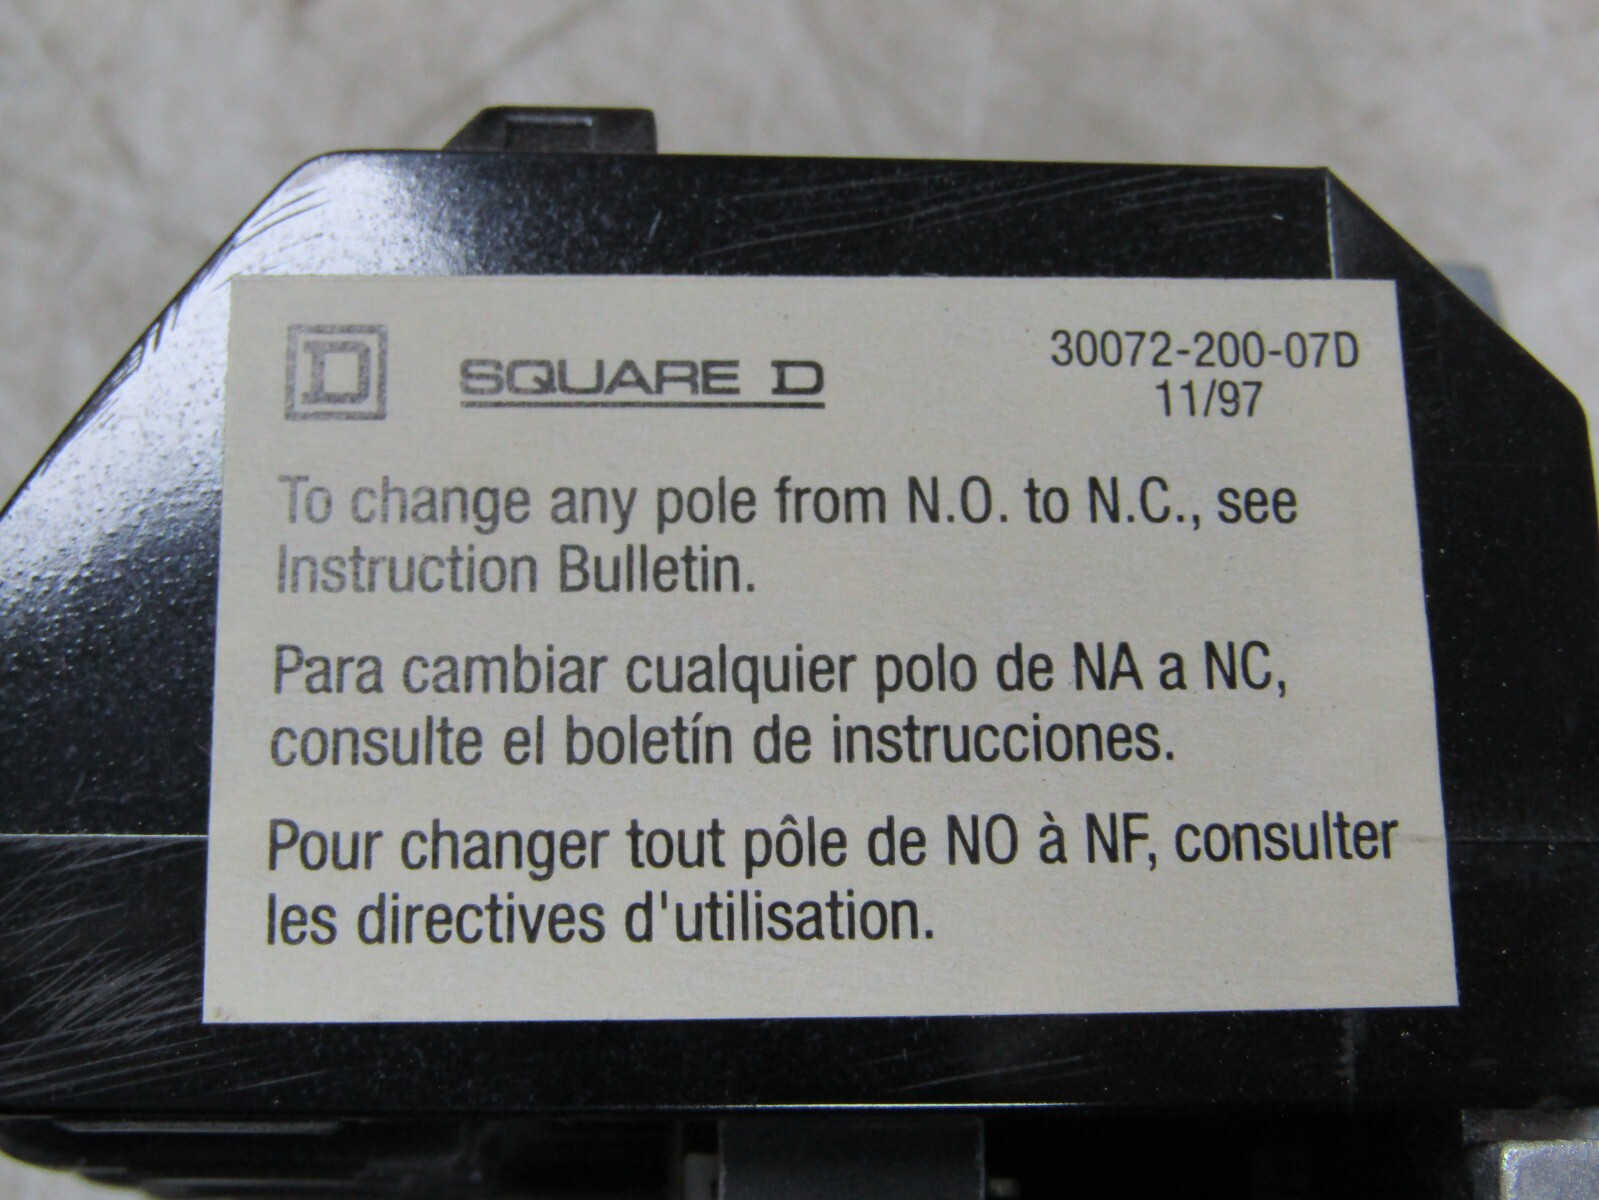 D SQUARE D
30072-200-07D
11/97
To change any pole from N.O. to N.C., see
Instruction Bulletin.
Para cambiar cualquier polo de NA a NC,
consulte el boletín de instrucciones.
Pour changer tout pôle de NO à NF, consulter
les directives d'utilisation.